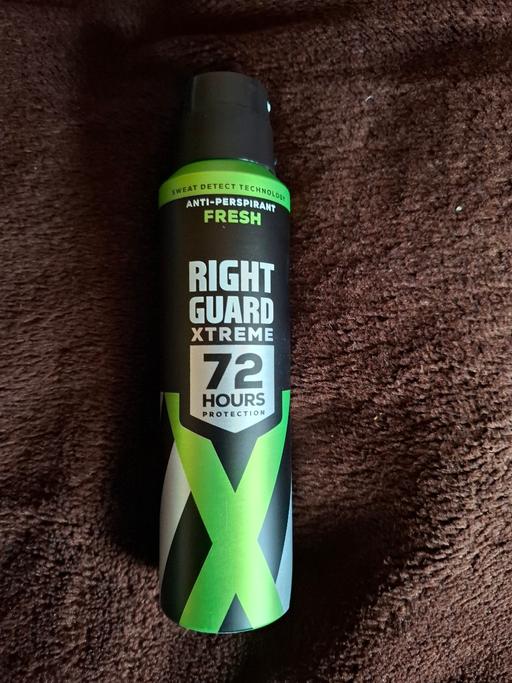 SWEAT DETECT TECHNOLOGY
ANTI-PERSPIRANT
FRESH
RIGHT
GUARD
XTREME
72
HOURS
PROTECTION
X